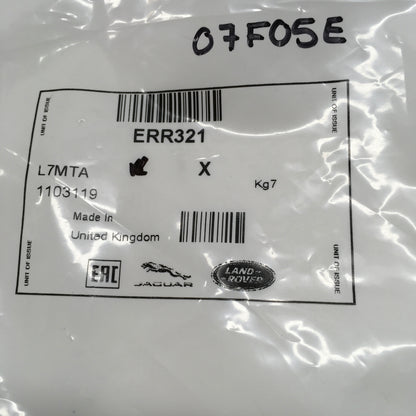 07F05E
UNIT OF ISSUE
UNIT OF ISSUE
ERR321
L7MTA X
1103119 Kg7
Made In
United Kingdom
UNIT OF ISSUE
UNIT OF ISSUE
EAC
JAGUAR
LAND-
ROVER